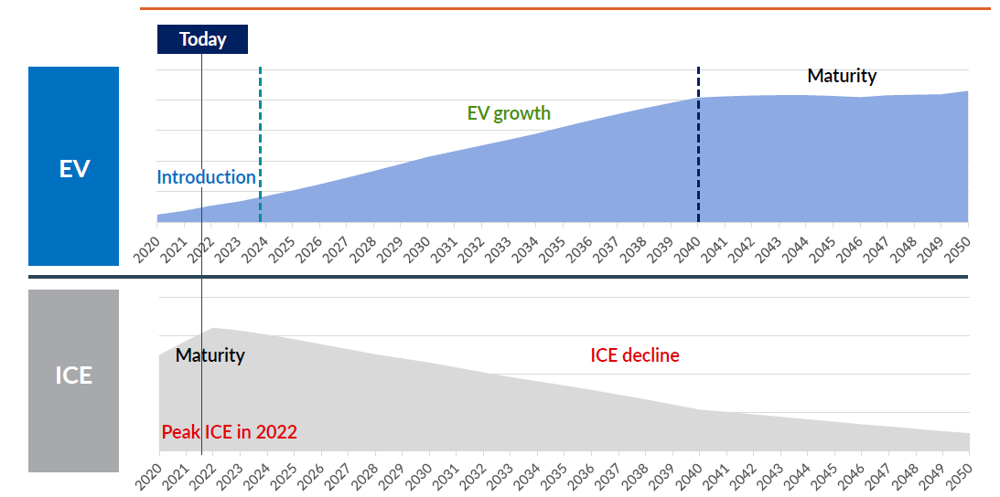 Today
EV
Maturity
EV growth
Introduction
2020 2021 2022 2023 2024 2025 2026 2027 2028 2029 2030 2031 2032 2033 2034 2035 2036 2037 2038 2039 2040 2041 2042 2043 2044 2045 2046 2047 2048 2049 2050
ICE
Maturity
ICE decline
Peak ICE in 2022
2020 2021 2022 2023 2024 2025 2026 2027 2028 2029 2030 2031 2032 2033 2034 2035 2036 2037 2038 2039 2040 2041 2042 2043 2044 2045 2046 2047 2048 2049 2050